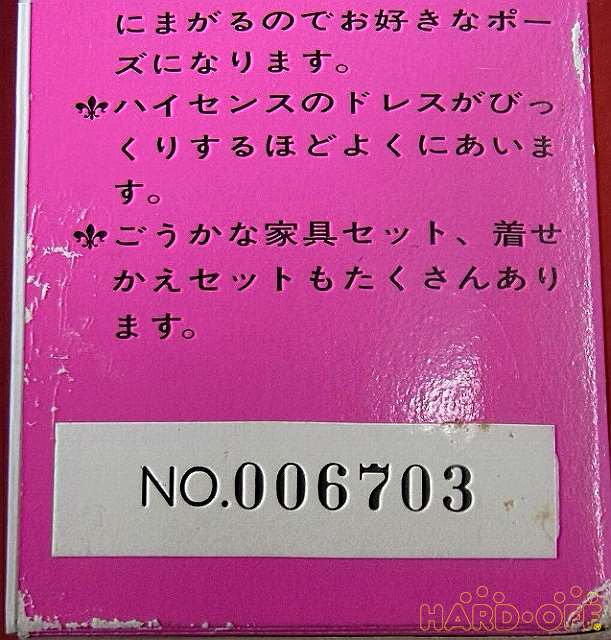 にまがるのでお好きなポー
ズになります。
ハイセンスのドレスがびっ
くりするほどよくにあいま
す。
ごうかな家具セット、着せ
かえセットもたくさんあり
ます。
NO.006703
HARD-OFF